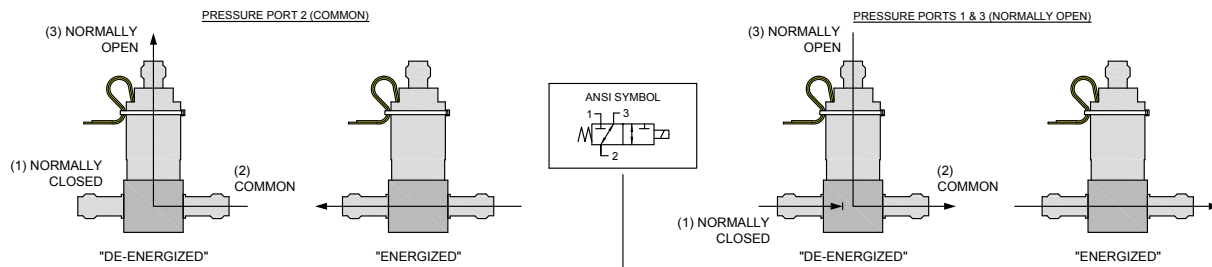 PRESSURE PORT 2 (COMMON)
(3) NORMALLY
OPEN
(1) NORMALLY
CLOSED
(2)
COMMON
"DE-ENERGIZED"
"ENERGIZED"
ANSI SYMBOL
1
3
2
PRESSURE PORTS 1 & 3 (NORMALLY OPEN)
(3) NORMALLY
OPEN
(2)
COMMON
(1) NORMALLY
CLOSED
"DE-ENERGIZED"
"ENERGIZED"